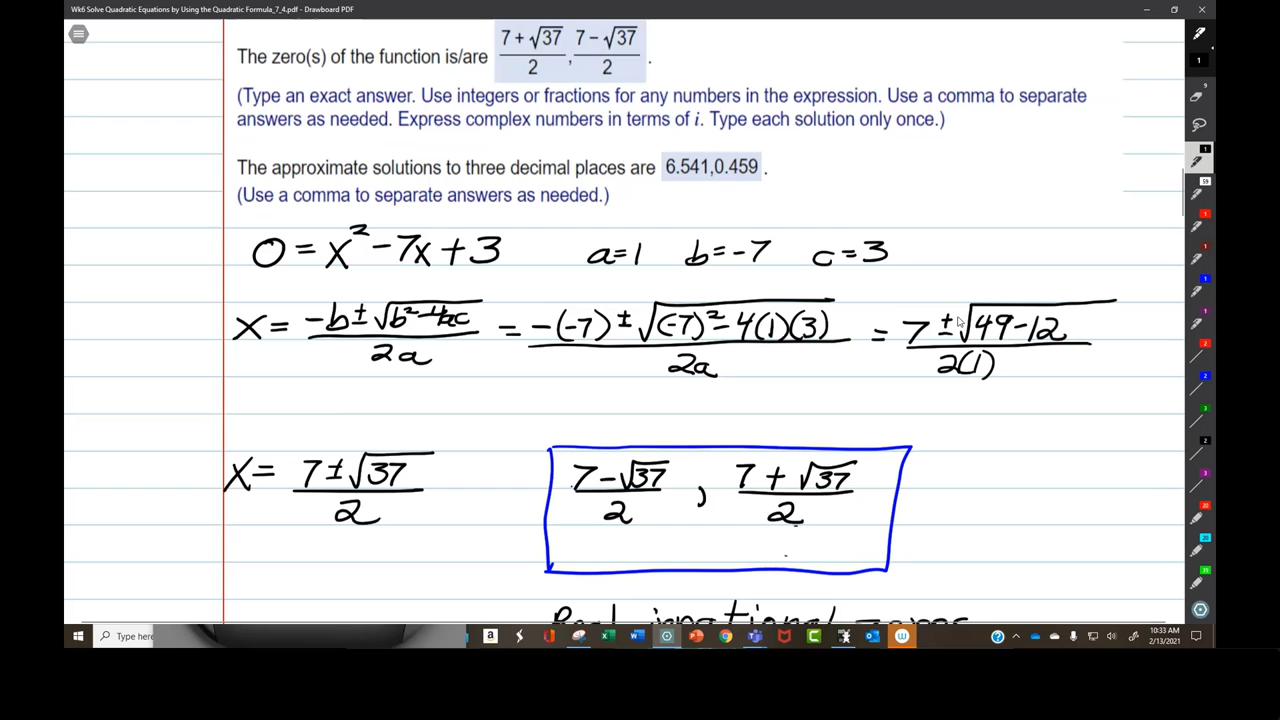 Wk6 Solve Quadratic Equations by Using the Quadratic Formula_7_4.pdf - Drawboard PDF
The zero(s) of the function is/are (7 + √37)/2, (7 − √37)/2.
(Type an exact answer. Use integers or fractions for any numbers in the expression. Use a comma to separate
answers as needed. Express complex numbers in terms of i. Type each solution only once.)
The approximate solutions to three decimal places are 6.541,0.459.
(Use a comma to separate answers as needed.)
0 = x² - 7x + 3 a=1 b=-7 c=3
x = (-b ± √(b²-4ac))/2a = (-(-7) ± √((-7)² - 4(1)(3)))/2a = (7 ± √(49-12))/2(1)
x = (7 ± √37)/2 (7 - √37)/2 , (7 + √37)/2
Real irrational zeros
Type here
10:33 AM
2/13/2021